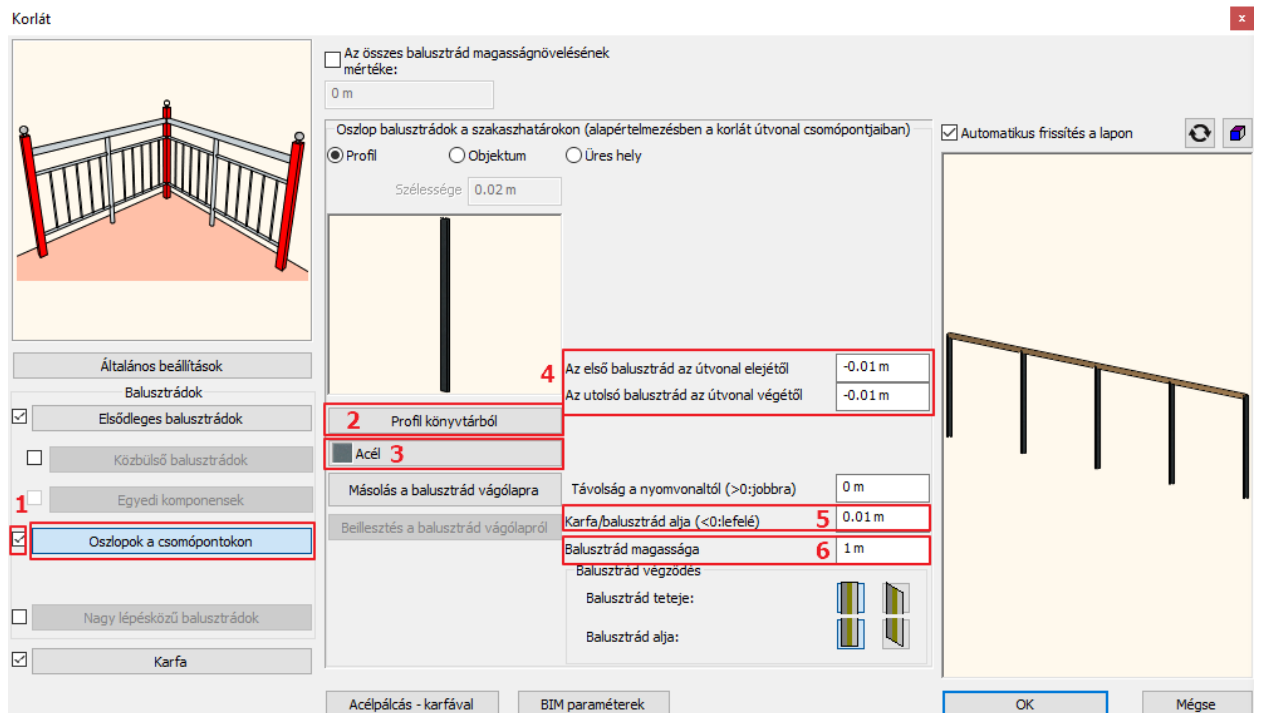 Korlát
x
Az összes balusztrád magasságnövelésének
mértéke:
0 m
Oszlop balusztrádok a szakaszhatárokon (alapértelmezésben a korlát útvonal csomópontjaiban)
Profil
Objektum
Üres hely
Szélessége
0.02 m
Automatikus frissítés a lapon
Általános beállítások
Balusztrádok
Elsődleges balusztrádok
Közbülső balusztrádok
1
Egyedi komponensek
Oszlopok a csomópontokon
Nagy lépésközű balusztrádok
Karfa
2 Profil könyvtárból
Acél 3
Másolás a balusztrád vágólapra
Beillesztés a balusztrád vágólapról
4
Az első balusztrád az útvonal elejétől
-0.01 m
Az utolsó balusztrád az útvonal végétől
-0.01 m
Távolság a nyomvonaltól (>0:jobbra)
0 m
Karfa/balusztrád alja (<0:lefelé) 5
0.01 m
Balusztrád magassága 6
1 m
Balusztrád végződés
Balusztrád teteje:
Balusztrád alja:
Acélpálcás - karfával
BIM paraméterek
OK
Mégse